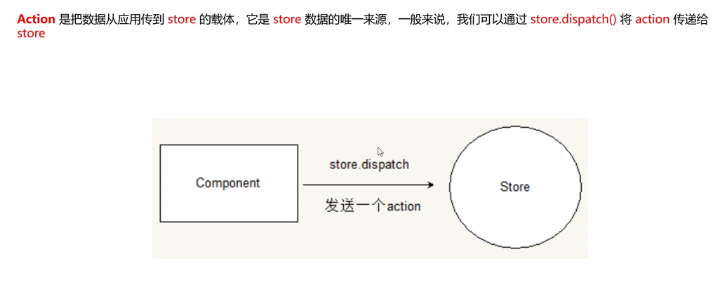 Action 是把数据从应用传到 store 的载体，它是 store 数据的唯一来源，一般来说，我们可以通过 store.dispatch() 将 action 传递给
store
store.dispatch
Component
Store
发送一个action